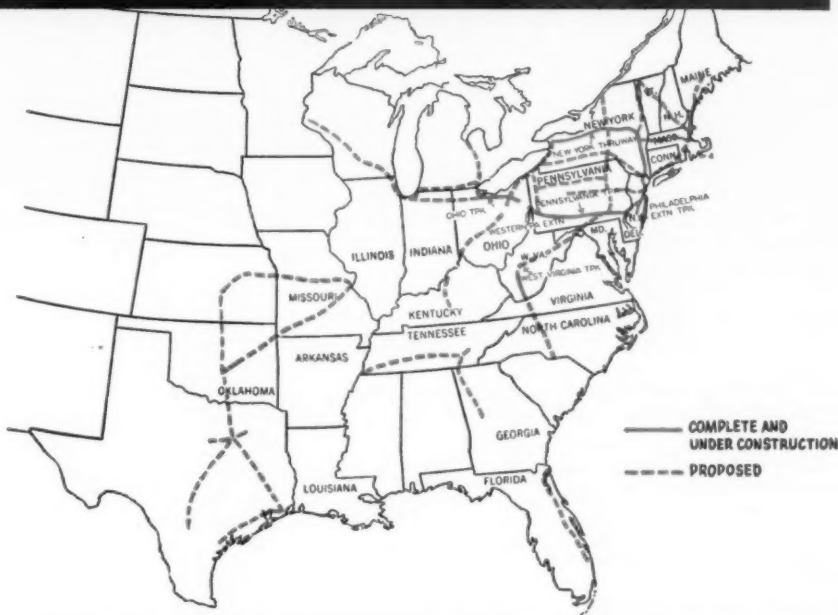 MAINE
N.H.
NEW YORK
MASS
NEW YORK THRUWAY
CONN.
PENNSYLVANIA
PENNSYLVANIA TPK
OHIO TPK
PHILADELPHIA
EXTN TPK
WESTERN PA EXTN
MD.
DEL.
ILLINOIS
INDIANA
OHIO
W. VA.
WEST VIRGINIA TPK
MISSOURI
VIRGINIA
KENTUCKY
TENNESSEE
NORTH CAROLINA
ARKANSAS
OKLAHOMA
GEORGIA
COMPLETE AND
UNDER CONSTRUCTION
PROPOSED
LOUISIANA
FLORIDA